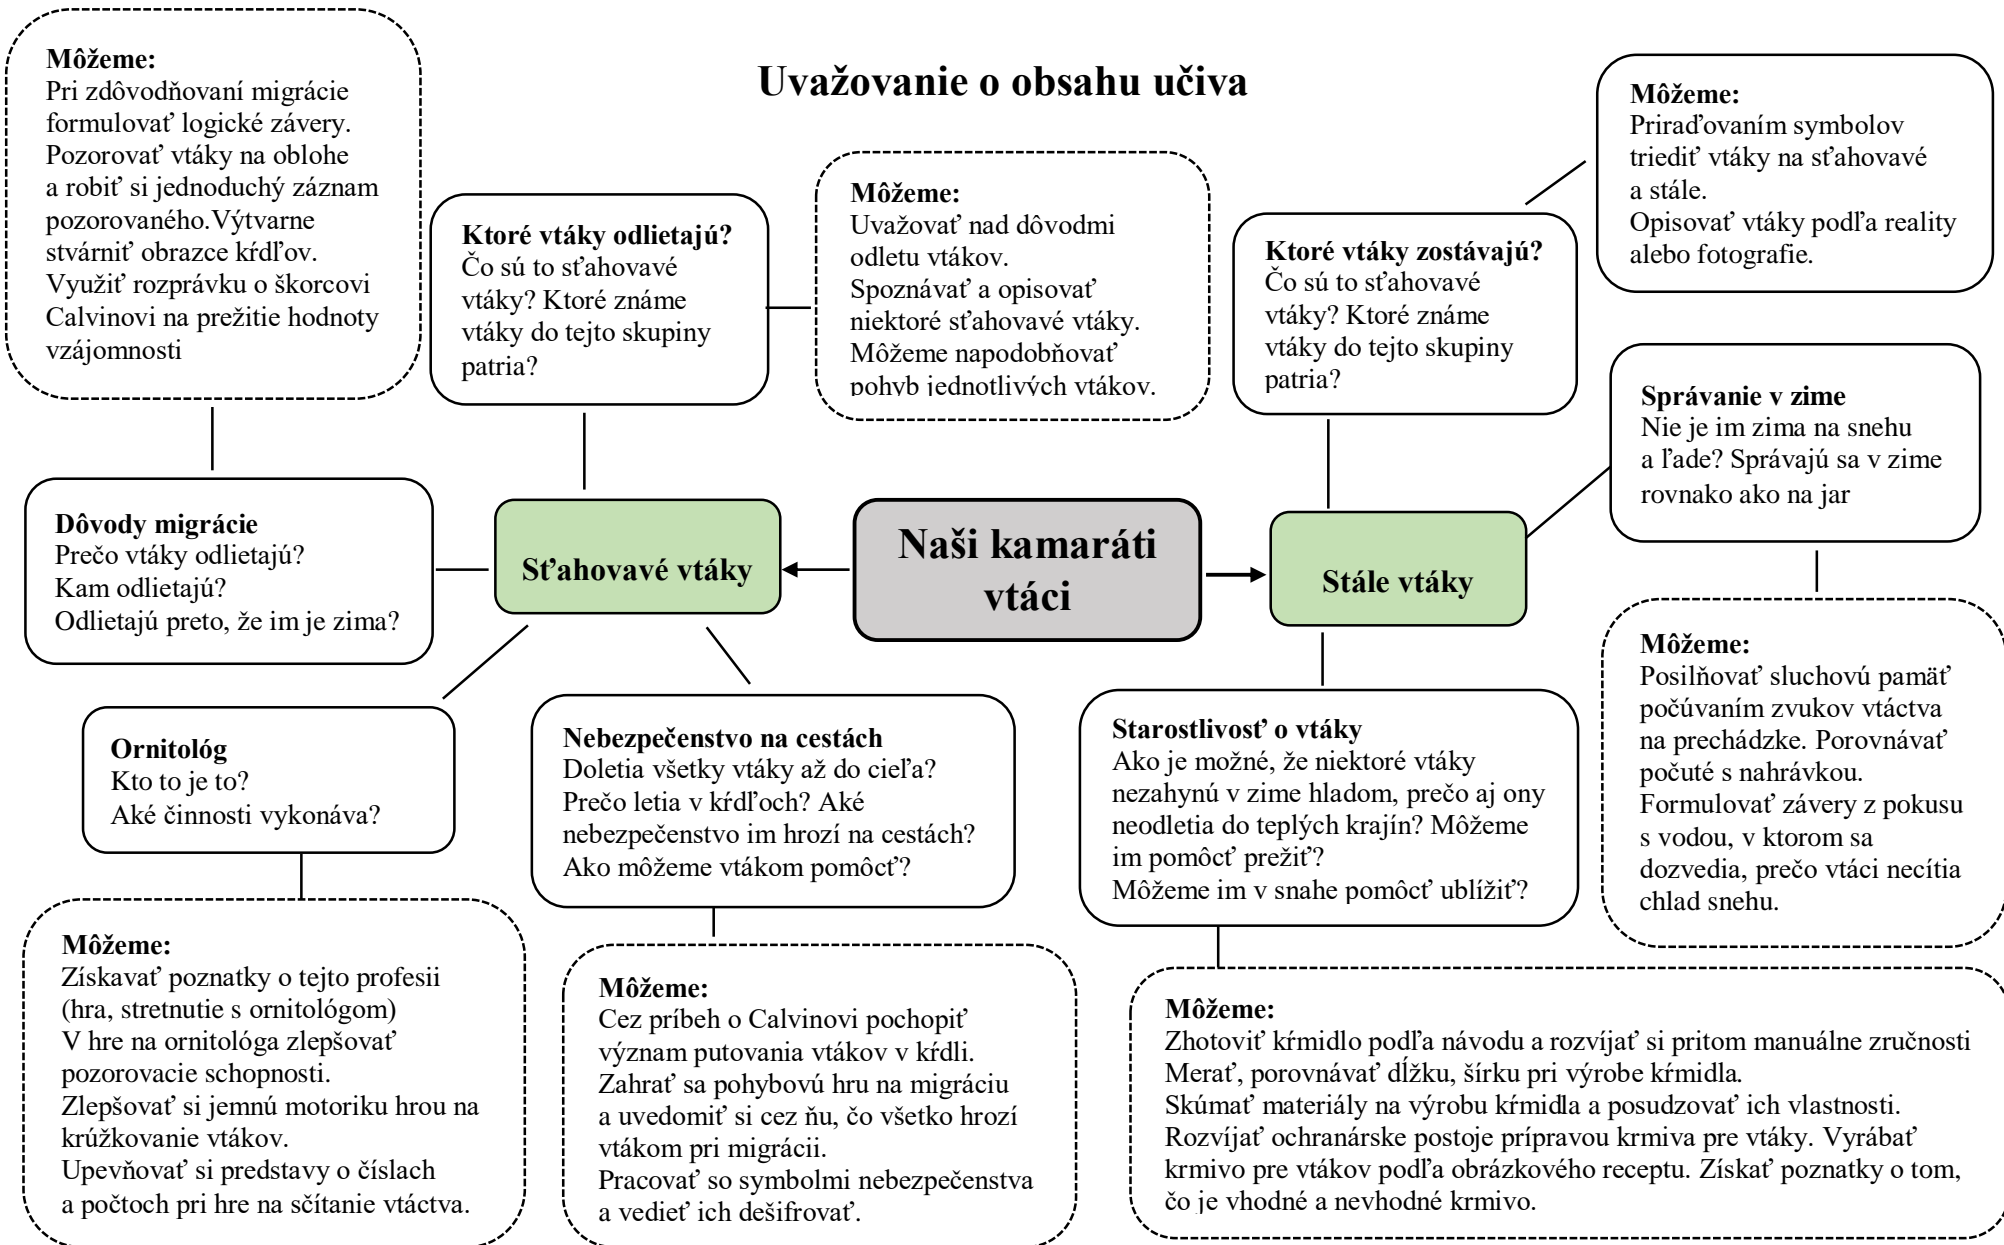 Uvažovanie o obsahu učiva
Môžeme:
Pri zdôvodňovaní migrácie
formulovať logické závery.
Pozorovať vtáky na oblohe
a robiť si jednoduchý záznam
pozorovaného.Výtvarne
stvárniť obrazce kŕdľov.
Využiť rozprávku o škorcovi
Calvinovi na prežitie hodnoty
vzájomnosti
Ktoré vtáky odlietajú?
Čo sú to sťahovavé
vtáky? Ktoré známe
vtáky do tejto skupiny
patria?
Môžeme:
Uvažovať nad dôvodmi
odletu vtákov.
Spoznávať a opisovať
niektoré sťahovavé vtáky.
Môžeme napodobňovať
pohyb jednotlivých vtákov.
Ktoré vtáky zostávajú?
Čo sú to sťahovavé
vtáky? Ktoré známe
vtáky do tejto skupiny
patria?
Môžeme:
Priraďovaním symbolov
triediť vtáky na sťahovavé
a stále.
Opisovať vtáky podľa reality
alebo fotografie.
Správanie v zime
Nie je im zima na snehu
a ľade? Správajú sa v zime
rovnako ako na jar
Dôvody migrácie
Prečo vtáky odlietajú?
Kam odlietajú?
Odlietajú preto, že im je zima?
Sťahovavé vtáky
Naši kamaráti
vtáci
Stále vtáky
Môžeme:
Posilňovať sluchovú pamäť
počúvaním zvukov vtáctva
na prechádzke. Porovnávať
počuté s nahrávkou.
Formulovať závery z pokusu
s vodou, v ktorom sa
dozvedia, prečo vtáci necítia
chlad snehu.
Ornitológ
Kto to je to?
Aké činnosti vykonáva?
Nebezpečenstvo na cestách
Doletia všetky vtáky až do cieľa?
Prečo letia v kŕdľoch? Aké
nebezpečenstvo im hrozí na cestách?
Ako môžeme vtákom pomôcť?
Starostlivosť o vtáky
Ako je možné, že niektoré vtáky
nezahynú v zime hladom, prečo aj ony
neodletia do teplých krajín? Môžeme
im pomôcť prežiť?
Môžeme im v snahe pomôcť ublížiť?
Môžeme:
Získavať poznatky o tejto profesii
(hra, stretnutie s ornitológom)
V hre na ornitológa zlepšovať
pozorovacie schopnosti.
Zlepšovať si jemnú motoriku hrou na
krúžkovanie vtákov.
Upevňovať si predstavy o číslach
a počtoch pri hre na sčítanie vtáctva.
Môžeme:
Cez príbeh o Calvinovi pochopiť
význam putovania vtákov v kŕdli.
Zahrať sa pohybovú hru na migráciu
a uvedomiť si cez ňu, čo všetko hrozí
vtákom pri migrácii.
Pracovať so symbolmi nebezpečenstva
a vedieť ich dešifrovať.
Môžeme:
Zhotoviť kŕmidlo podľa návodu a rozvíjať si pritom manuálne zručnosti
Merať, porovnávať dĺžku, šírku pri výrobe kŕmidla.
Skúmať materiály na výrobu kŕmidla a posudzovať ich vlastnosti.
Rozvíjať ochranárske postoje prípravou krmiva pre vtáky. Vyrábať
krmivo pre vtákov podľa obrázkového receptu. Získať poznatky o tom,
čo je vhodné a nevhodné krmivo.